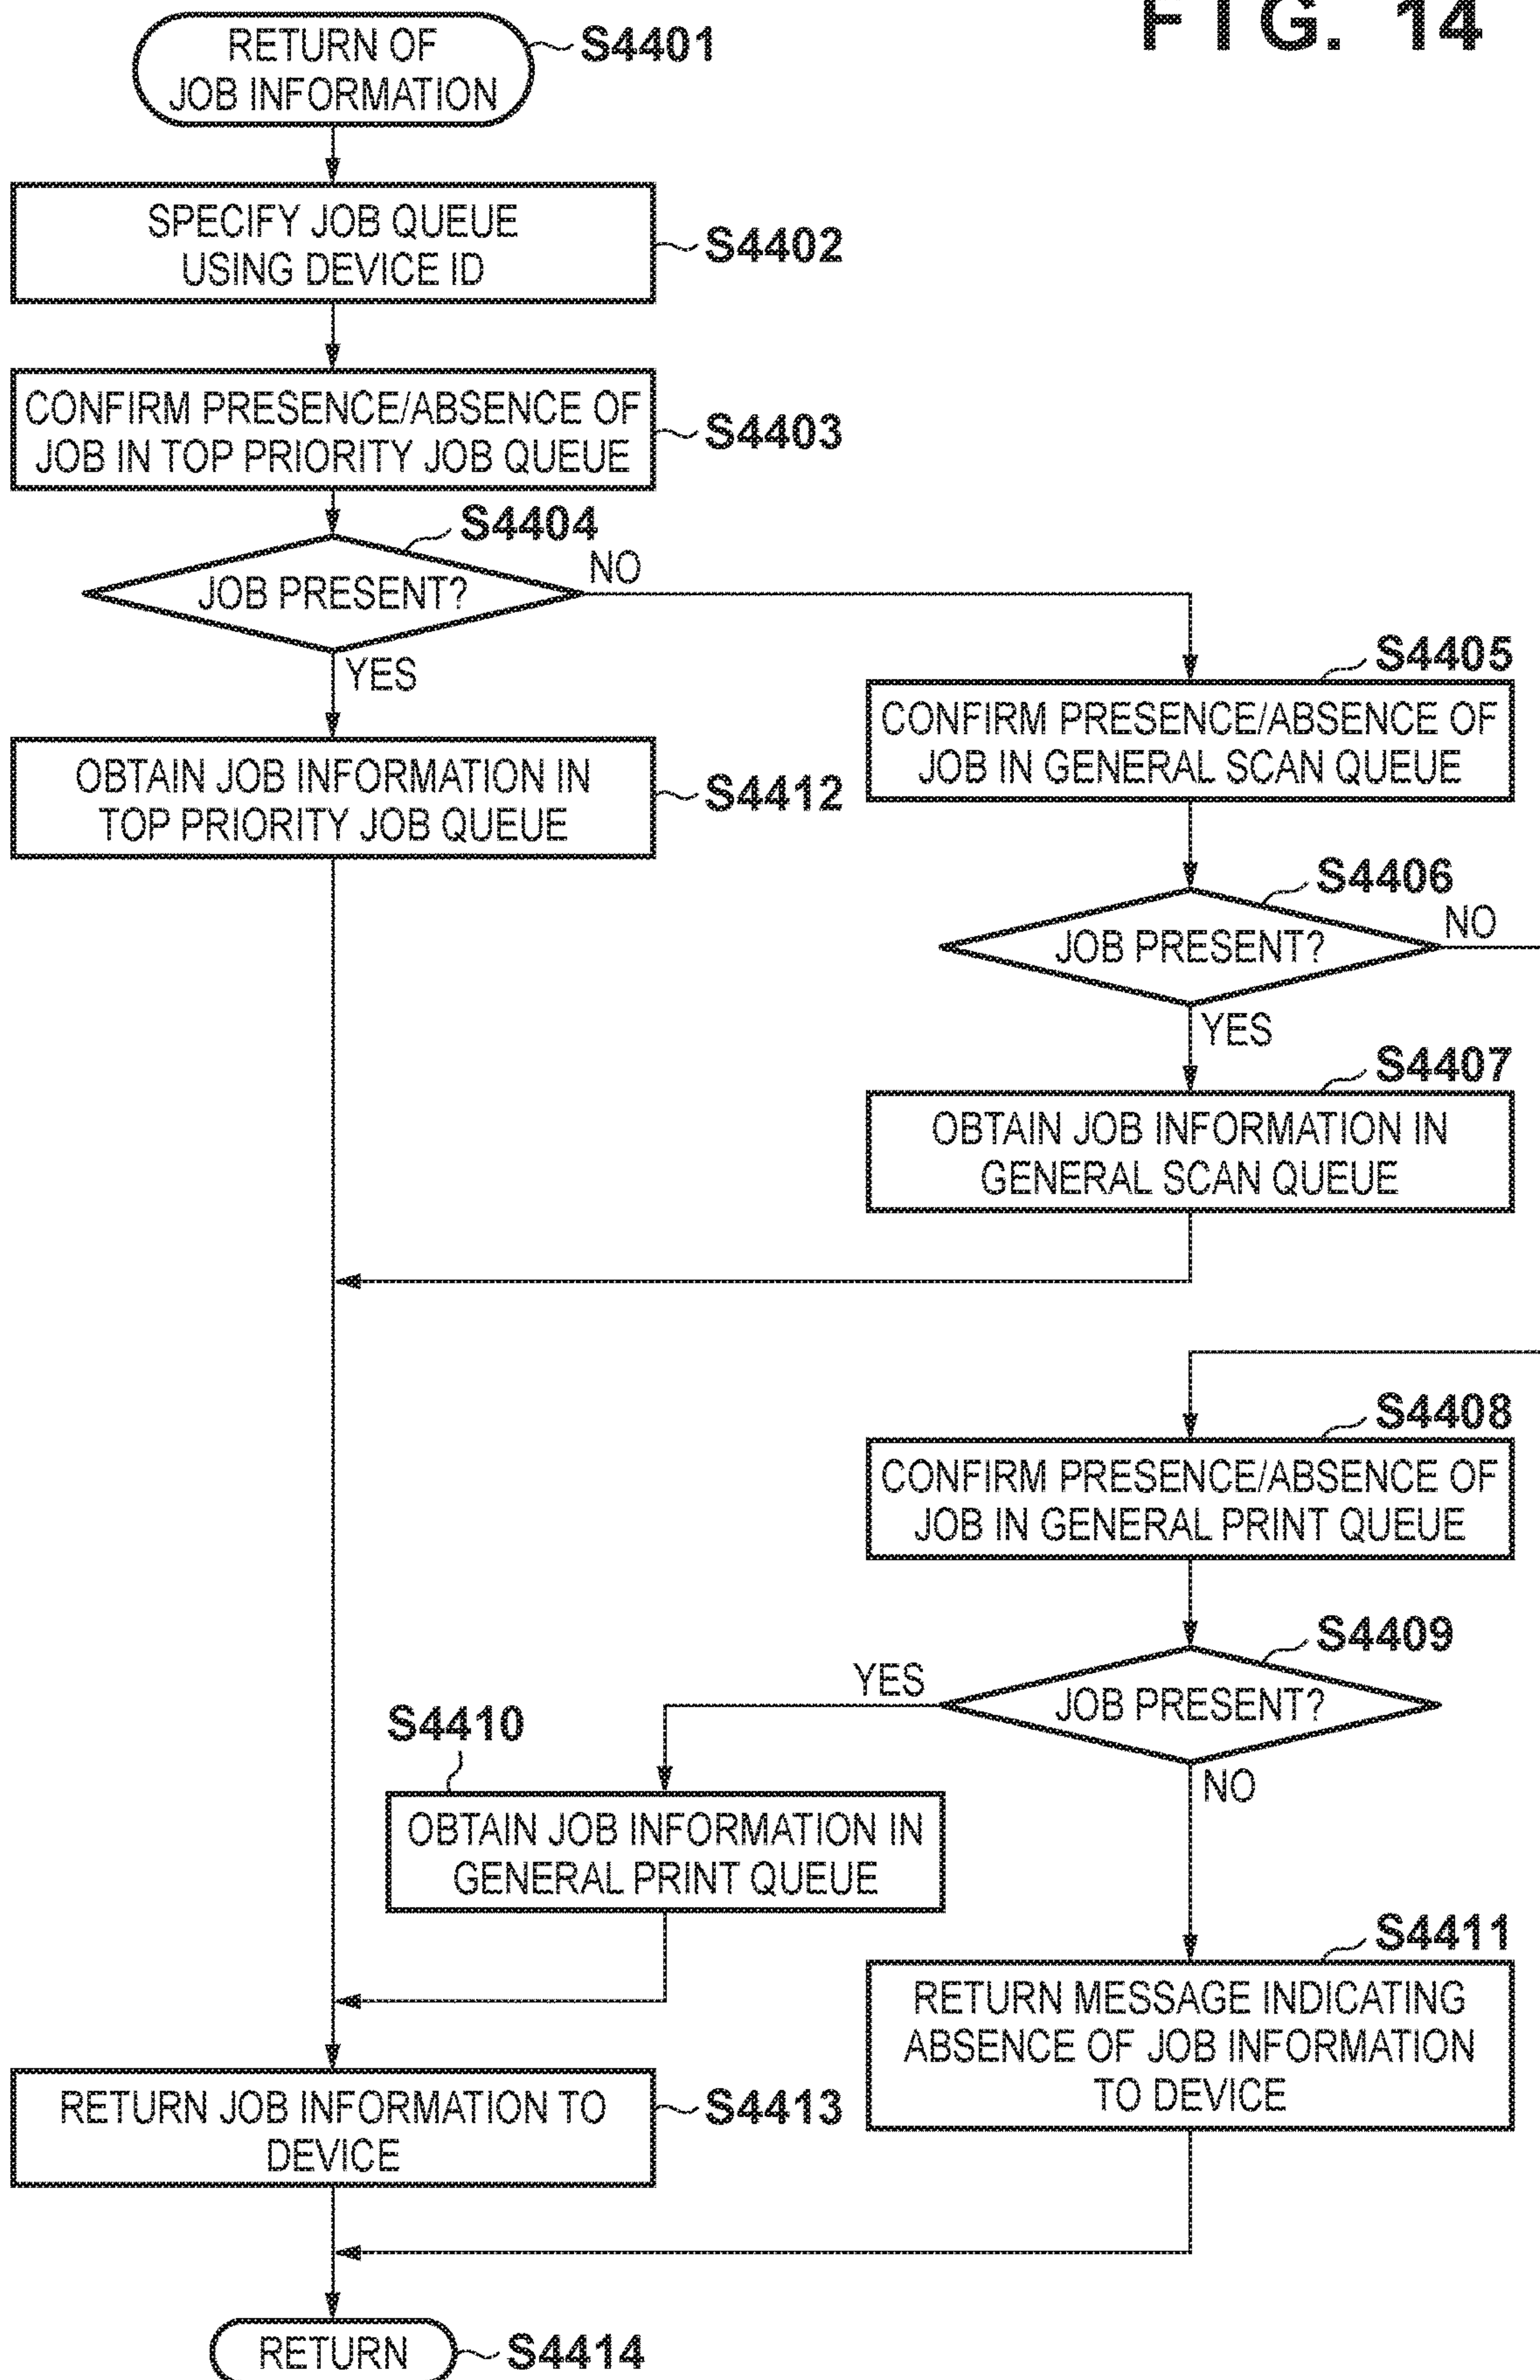 FIG. 14
RETURN OF
JOB INFORMATION
S4401
SPECIFY JOB QUEUE
USING DEVICE ID
S4402
CONFIRM PRESENCE/ABSENCE OF
JOB IN TOP PRIORITY JOB QUEUE
S4403
S4404
JOB PRESENT?
NO
YES
OBTAIN JOB INFORMATION IN
TOP PRIORITY JOB QUEUE
S4412
S4405
CONFIRM PRESENCE/ABSENCE OF
JOB IN GENERAL SCAN QUEUE
S4406
JOB PRESENT?
NO
YES
S4407
OBTAIN JOB INFORMATION IN
GENERAL SCAN QUEUE
S4408
CONFIRM PRESENCE/ABSENCE OF
JOB IN GENERAL PRINT QUEUE
S4409
JOB PRESENT?
YES
NO
S4410
OBTAIN JOB INFORMATION IN
GENERAL PRINT QUEUE
S4411
RETURN MESSAGE INDICATING
ABSENCE OF JOB INFORMATION
TO DEVICE
RETURN JOB INFORMATION TO
DEVICE
S4413
RETURN
S4414